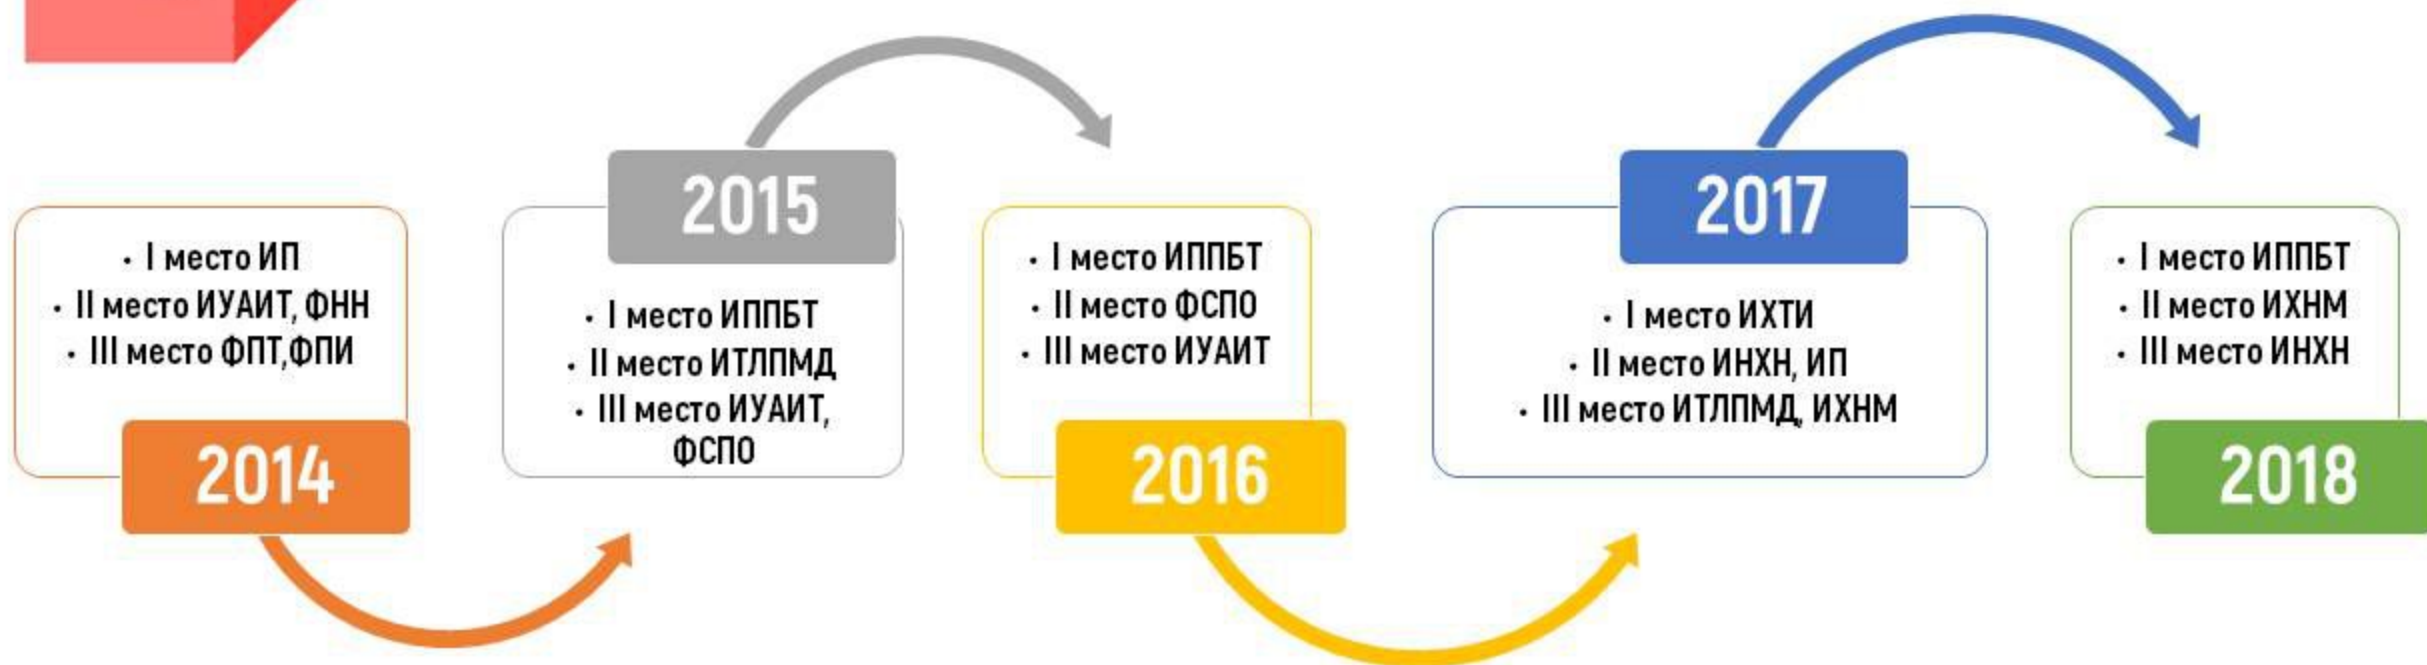 · I место ИП
· II место ИУАИТ, ФНН
· III место ФПТ,ФПИ
2014
2015
· I место ИППБТ
· II место ИТЛПМД
· III место ИУАИТ,
ФСПО
· I место ИППБТ
· II место ФСПО
· III место ИУАИТ
2016
2017
· I место ИХТИ
· II место ИНХН, ИП
· III место ИТЛПМД, ИХНМ
· I место ИППБТ
· II место ИХНМ
· III место ИНХН
2018